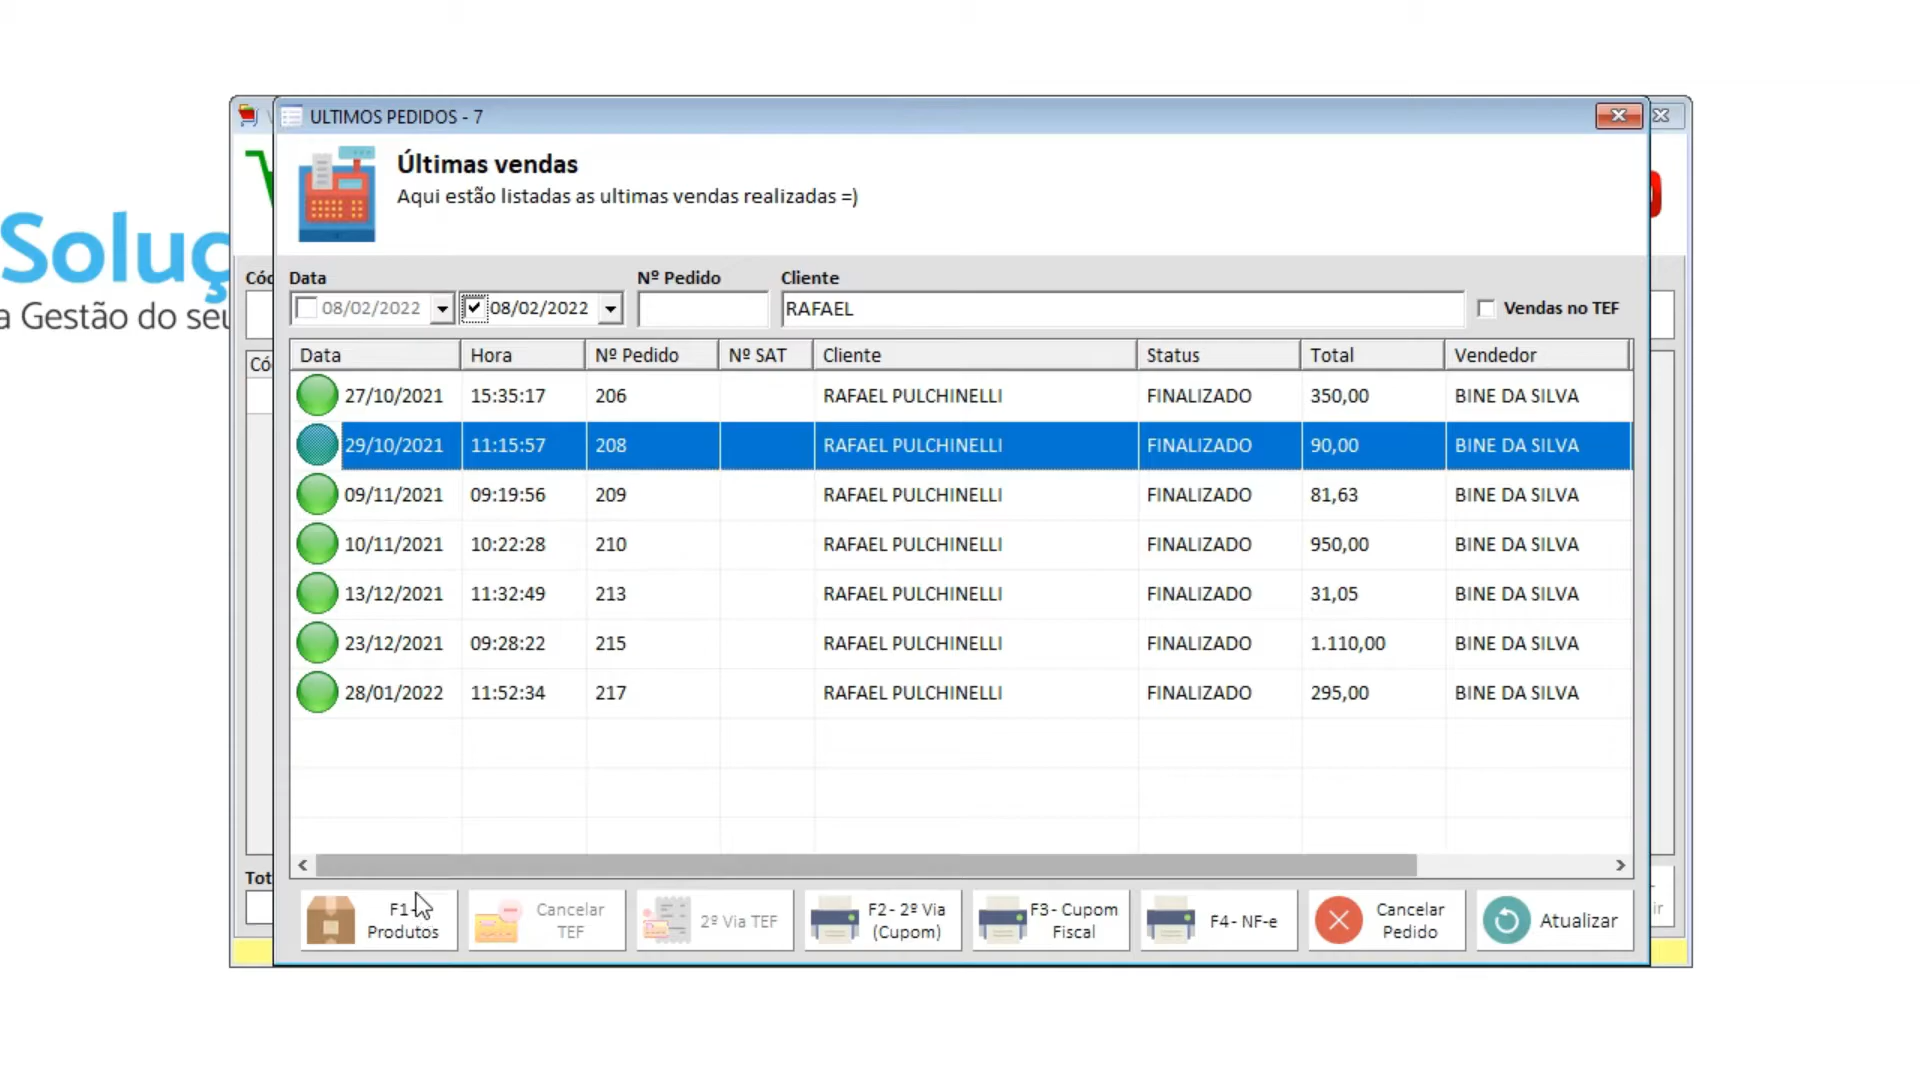 ULTIMOS PEDIDOS - 7
Últimas vendas
Aqui estão listadas as ultimas vendas realizadas =)
Soluç
a Gestão do seu
Cód
Data
Nº Pedido
Cliente
08/02/2022
08/02/2022
RAFAEL
Vendas no TEF
Có
Data Hora Nº Pedido Nº SAT Cliente Status Total Vendedor
27/10/2021 15:35:17 206 RAFAEL PULCHINELLI FINALIZADO 350,00 BINE DA SILVA
29/10/2021 11:15:57 208 RAFAEL PULCHINELLI FINALIZADO 90,00 BINE DA SILVA
09/11/2021 09:19:56 209 RAFAEL PULCHINELLI FINALIZADO 81,63 BINE DA SILVA
10/11/2021 10:22:28 210 RAFAEL PULCHINELLI FINALIZADO 950,00 BINE DA SILVA
13/12/2021 11:32:49 213 RAFAEL PULCHINELLI FINALIZADO 31,05 BINE DA SILVA
23/12/2021 09:28:22 215 RAFAEL PULCHINELLI FINALIZADO 1.110,00 BINE DA SILVA
28/01/2022 11:52:34 217 RAFAEL PULCHINELLI FINALIZADO 295,00 BINE DA SILVA
Tot
F1-
Produtos
Cancelar
TEF
2º Via TEF
F2- 2º Via
(Cupom)
F3- Cupom
Fiscal
F4- NF-e
Cancelar
Pedido
Atualizar
ir